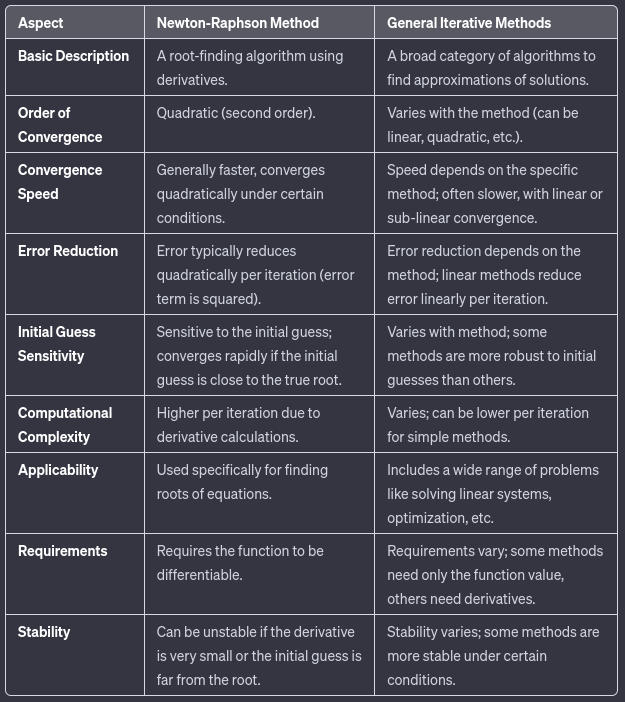 Aspect
Newton-Raphson Method
General Iterative Methods
Basic Description
A root-finding algorithm using
derivatives.
A broad category of algorithms to
find approximations of solutions.
Order of
Convergence
Quadratic (second order).
Varies with the method (can be
linear, quadratic, etc.).
Convergence
Speed
Generally faster, converges
quadratically under certain
conditions.
Speed depends on the specific
method; often slower, with linear or
sub-linear convergence.
Error Reduction
Error typically reduces
quadratically per iteration (error
term is squared).
Error reduction depends on the
method; linear methods reduce
error linearly per iteration.
Initial Guess
Sensitivity
Sensitive to the initial guess;
converges rapidly if the initial
guess is close to the true root.
Varies with method; some
methods are more robust to initial
guesses than others.
Computational
Complexity
Higher per iteration due to
derivative calculations.
Varies; can be lower per iteration
for simple methods.
Applicability
Used specifically for finding
roots of equations.
Includes a wide range of problems
like solving linear systems,
optimization, etc.
Requirements
Requires the function to be
differentiable.
Requirements vary; some methods
need only the function value,
others need derivatives.
Stability
Can be unstable if the derivative
is very small or the initial guess is
far from the root.
Stability varies; some methods are
more stable under certain
conditions.